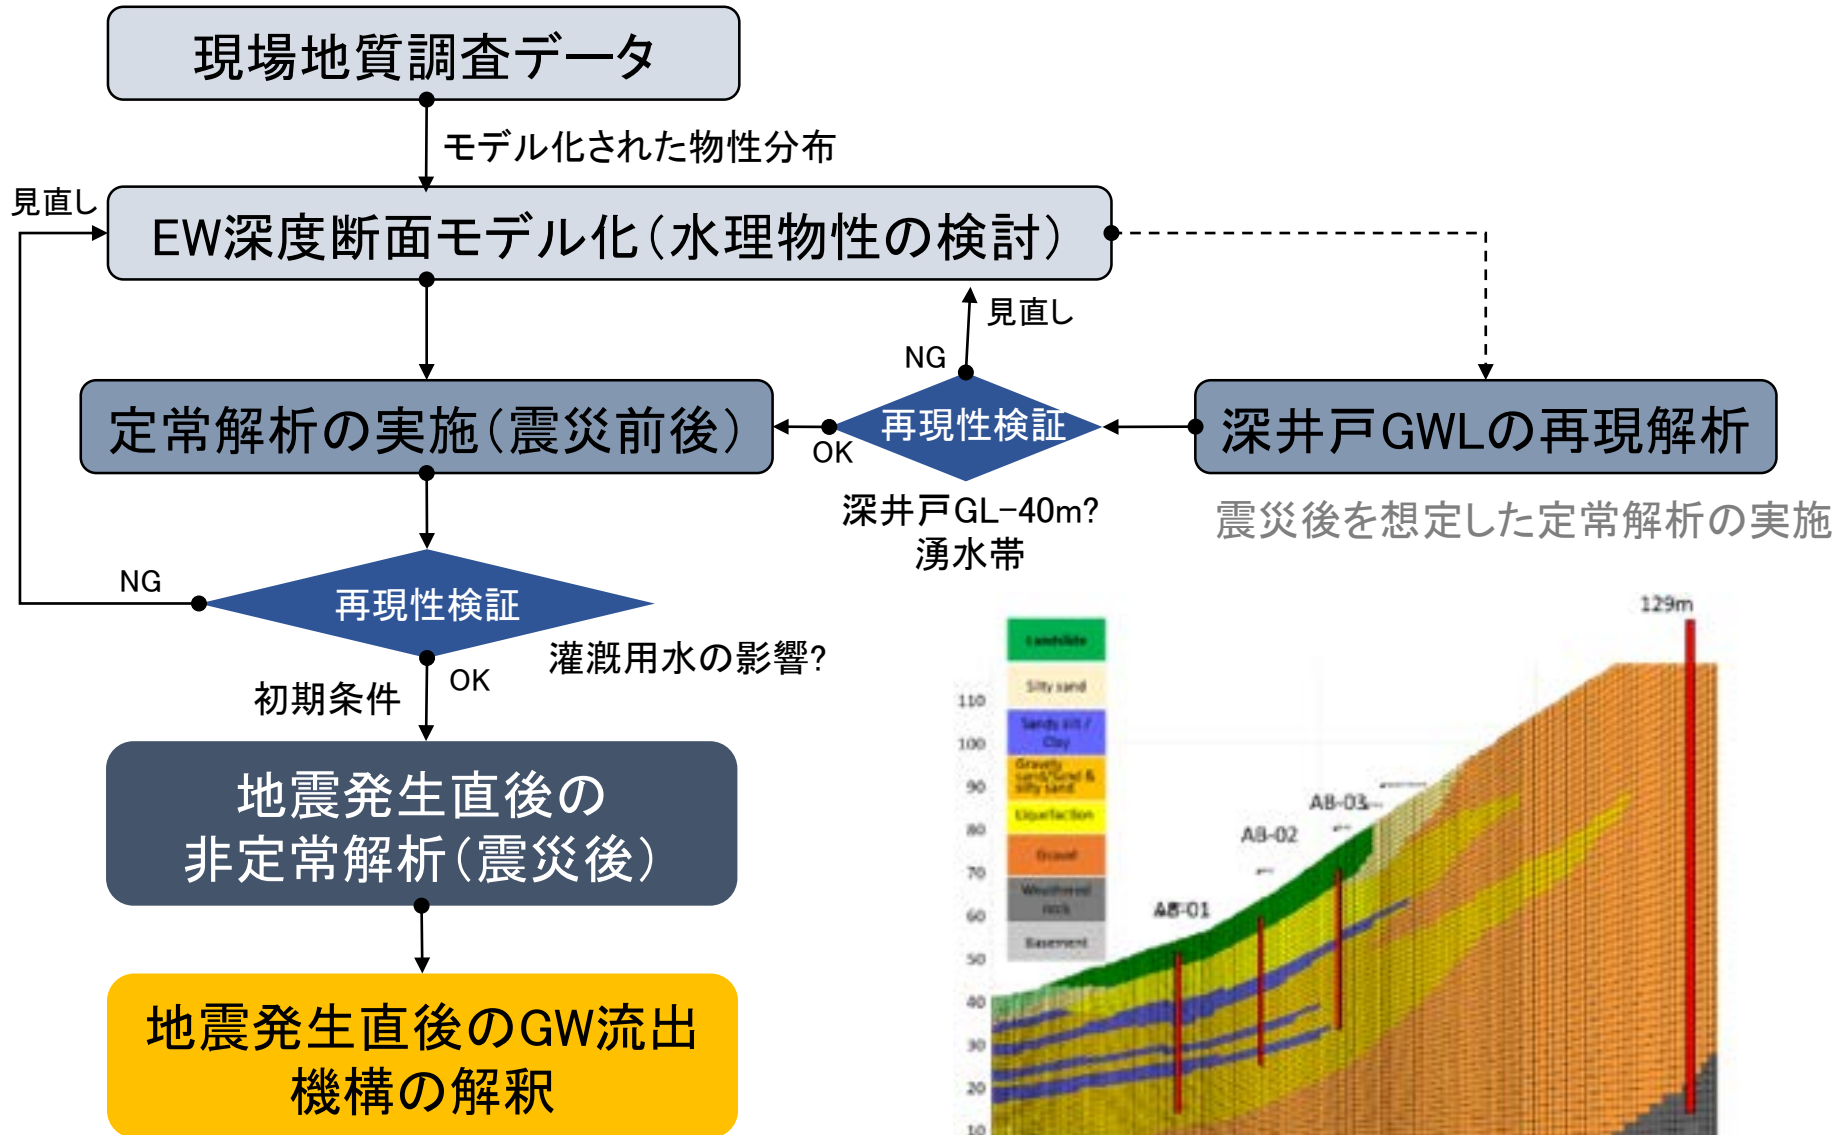 現場地質調査データ
モデル化された物性分布
見直し
EW深度断面モデル化(水理物性の検討)
見直し
NG
定常解析の実施(震災前後)
OK
再現性検証
深井戸GWLの再現解析
深井戸GL-40m?
湧水帯
震災後を想定した定常解析の実施
NG
再現性検証
灌漑用水の影響?
初期条件
OK
地震発生直後の
非定常解析(震災後)
地震発生直後のGW流出
機構の解釈
129m
Landslide
Silty sand
Sandy silt /
Clay
Gravely
sand/Sand &
silty sand
Liquefaction
Gravel
Weathered
rock
Basement
110
100
90
80
70
60
50
40
30
20
10
AB-03
AB-02
AB-01